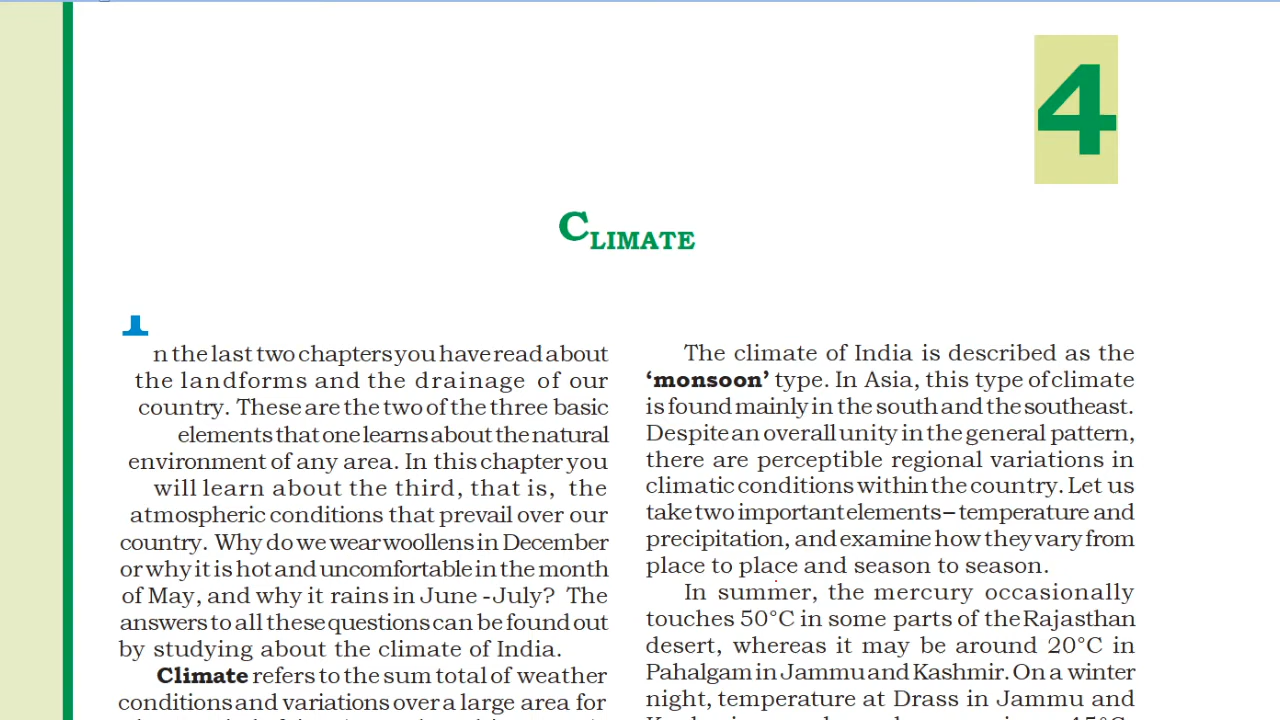 4
CLIMATE
In the last two chapters you have read about
the landforms and the drainage of our
country. These are the two of the three basic
elements that one learns about the natural
environment of any area. In this chapter you
will learn about the third, that is, the
atmospheric conditions that prevail over our
country. Why do we wear woollens in December
or why it is hot and uncomfortable in the month
of May, and why it rains in June -July? The
answers to all these questions can be found out
by studying about the climate of India.
Climate refers to the sum total of weather
conditions and variations over a large area for
The climate of India is described as the
‘monsoon’ type. In Asia, this type of climate
is found mainly in the south and the southeast.
Despite an overall unity in the general pattern,
there are perceptible regional variations in
climatic conditions within the country. Let us
take two important elements – temperature and
precipitation, and examine how they vary from
place to place and season to season.
In summer, the mercury occasionally
touches 50°C in some parts of the Rajasthan
desert, whereas it may be around 20°C in
Pahalgam in Jammu and Kashmir. On a winter
night, temperature at Drass in Jammu and